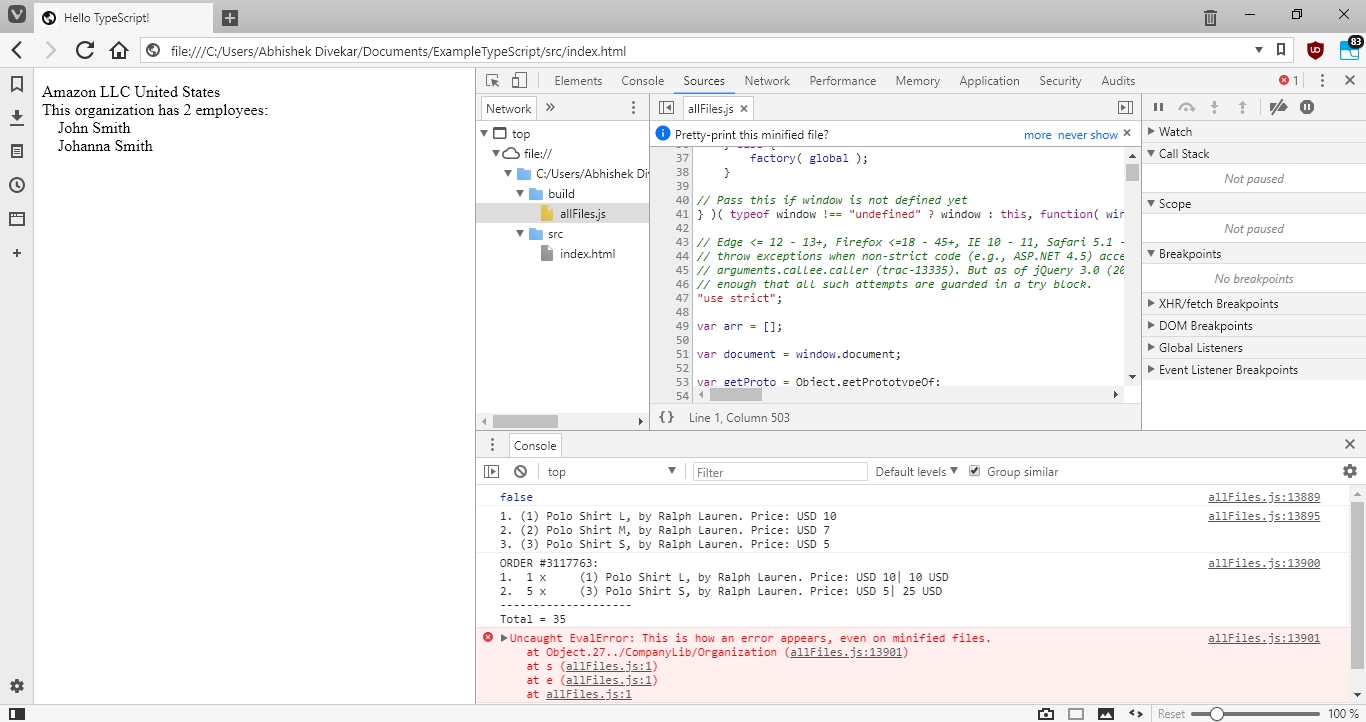 Hello TypeScript!
file:///C:/Users/Abhishek Divekar/Documents/ExampleTypeScript/src/index.html
83
Amazon LLC United States
This organization has 2 employees:
John Smith
Johanna Smith
Elements Console Sources Network Performance Memory Application Security Audits 1
Network »
top
file://
C:/Users/Abhishek Di
build
allFiles.js
src
index.html
allFiles.js ×
Pretty-print this minified file? more never show ×
37 factory( global );
38 }
39
40 // Pass this if window is not defined yet
41 } )( typeof window !== "undefined" ? window : this, function( win
42
43 // Edge <= 12 - 13+, Firefox <=18 - 45+, IE 10 - 11, Safari 5.1 -
44 // throw exceptions when non-strict code (e.g., ASP.NET 4.5) acce
45 // arguments.callee.caller (trac-13335). But as of jQuery 3.0 (20
46 // enough that all such attempts are guarded in a try block.
47 "use strict";
48
49 var arr = [];
50
51 var document = window.document;
52
53 var getProto = Object.getPrototypeOf;
54
{} Line 1, Column 503
Watch
Call Stack
Not paused
Scope
Not paused
Breakpoints
No breakpoints
XHR/fetch Breakpoints
DOM Breakpoints
Global Listeners
Event Listener Breakpoints
Console
top Filter Default levels Group similar
false allFiles.js:13889
1. (1) Polo Shirt L, by Ralph Lauren. Price: USD 10 allFiles.js:13895
2. (2) Polo Shirt M, by Ralph Lauren. Price: USD 7
3. (3) Polo Shirt S, by Ralph Lauren. Price: USD 5
ORDER #3117763: allFiles.js:13900
1. 1 x (1) Polo Shirt L, by Ralph Lauren. Price: USD 10| 10 USD
2. 5 x (3) Polo Shirt S, by Ralph Lauren. Price: USD 5| 25 USD
--------------------
Total = 35
Uncaught EvalError: This is how an error appears, even on minified files. allFiles.js:13901
at Object.27../CompanyLib/Organization (allFiles.js:13901)
at s (allFiles.js:1)
at e (allFiles.js:1)
at allFiles.js:1
Reset 100 %